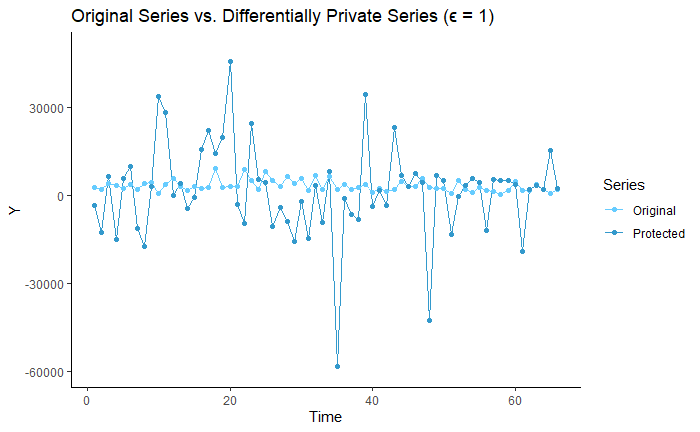 Original Series vs. Differentially Private Series (ϵ = 1)
Y
30000
0
-30000
-60000
0
20
40
60
Time
Series
Original
Protected